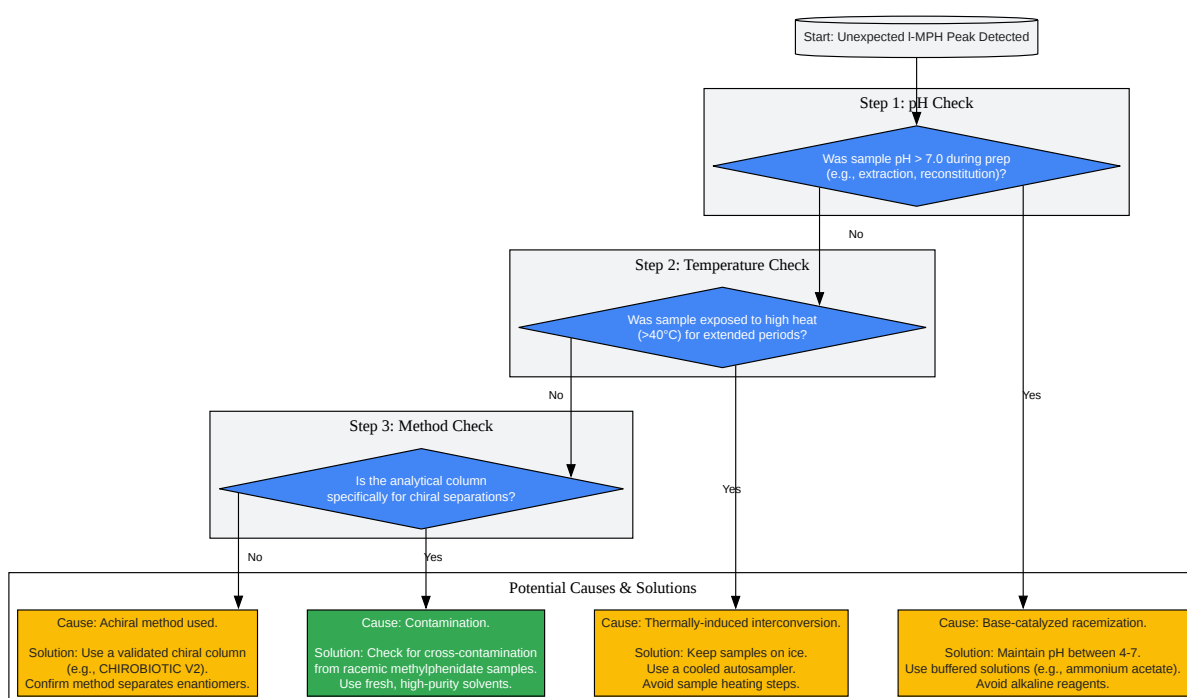 Start: Unexpected l-MPH Peak Detected
Step 1: pH Check
Was sample pH > 7.0 during prep
(e.g., extraction, reconstitution)?
No
Step 2: Temperature Check
Was sample exposed to high heat
(>40°C) for extended periods?
No
Yes
Step 3: Method Check
Is the analytical column
specifically for chiral separations?
Yes
No
Yes
Potential Causes & Solutions
Cause: Achiral method used.
Solution: Use a validated chiral column
(e.g., CHIROBIOTIC V2).
Confirm method separates enantiomers.
Cause: Contamination.
Solution: Check for cross-contamination
from racemic methylphenidate samples.
Use fresh, high-purity solvents.
Cause: Thermally-induced interconversion.
Solution: Keep samples on ice.
Use a cooled autosampler.
Avoid sample heating steps.
Cause: Base-catalyzed racemization.
Solution: Maintain pH between 4-7.
Use buffered solutions (e.g., ammonium acetate).
Avoid alkaline reagents.